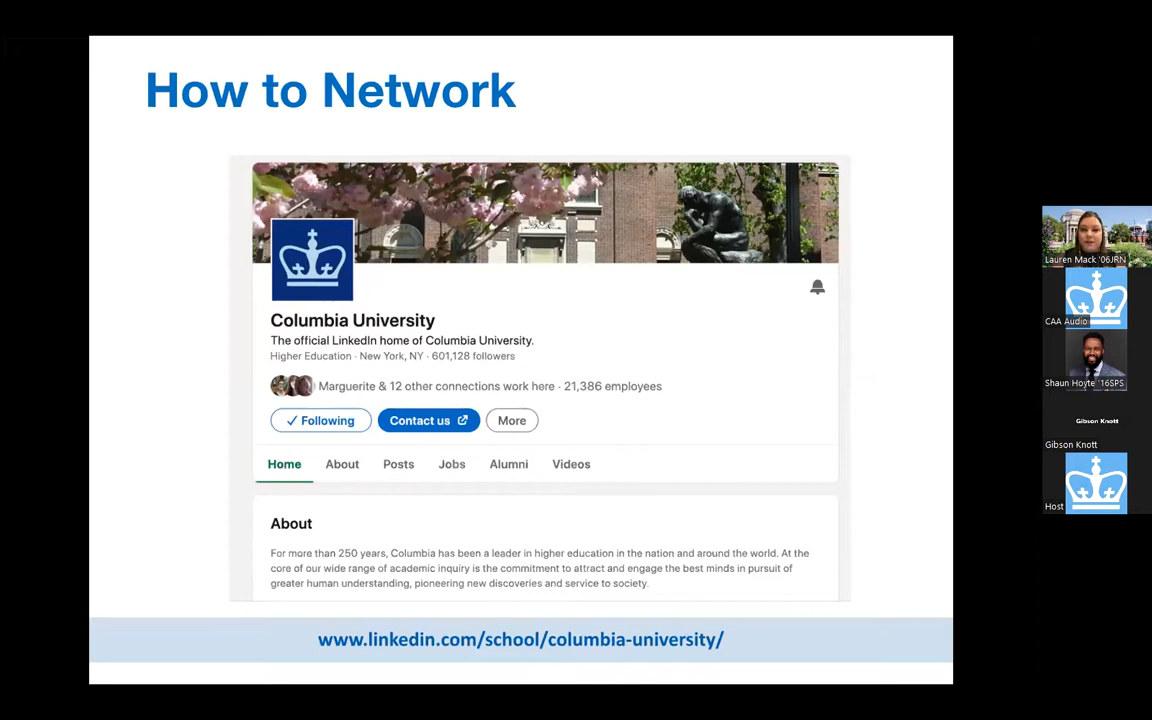 How to Network
Columbia University
The official LinkedIn home of Columbia University.
Higher Education · New York, NY · 601,128 followers
Marguerite & 12 other connections work here · 21,386 employees
✓ Following Contact us More
Home About Posts Jobs Alumni Videos
About
For more than 250 years, Columbia has been a leader in higher education in the nation and around the world. At the
core of our wide range of academic inquiry is the commitment to attract and engage the best minds in pursuit of
greater human understanding, pioneering new discoveries and service to society.
www.linkedin.com/school/columbia-university/
Lauren Mack '06JRN
CAA Audio
Shaun Hoyte '16SPS
Gibson Knott
Gibson Knott
Host